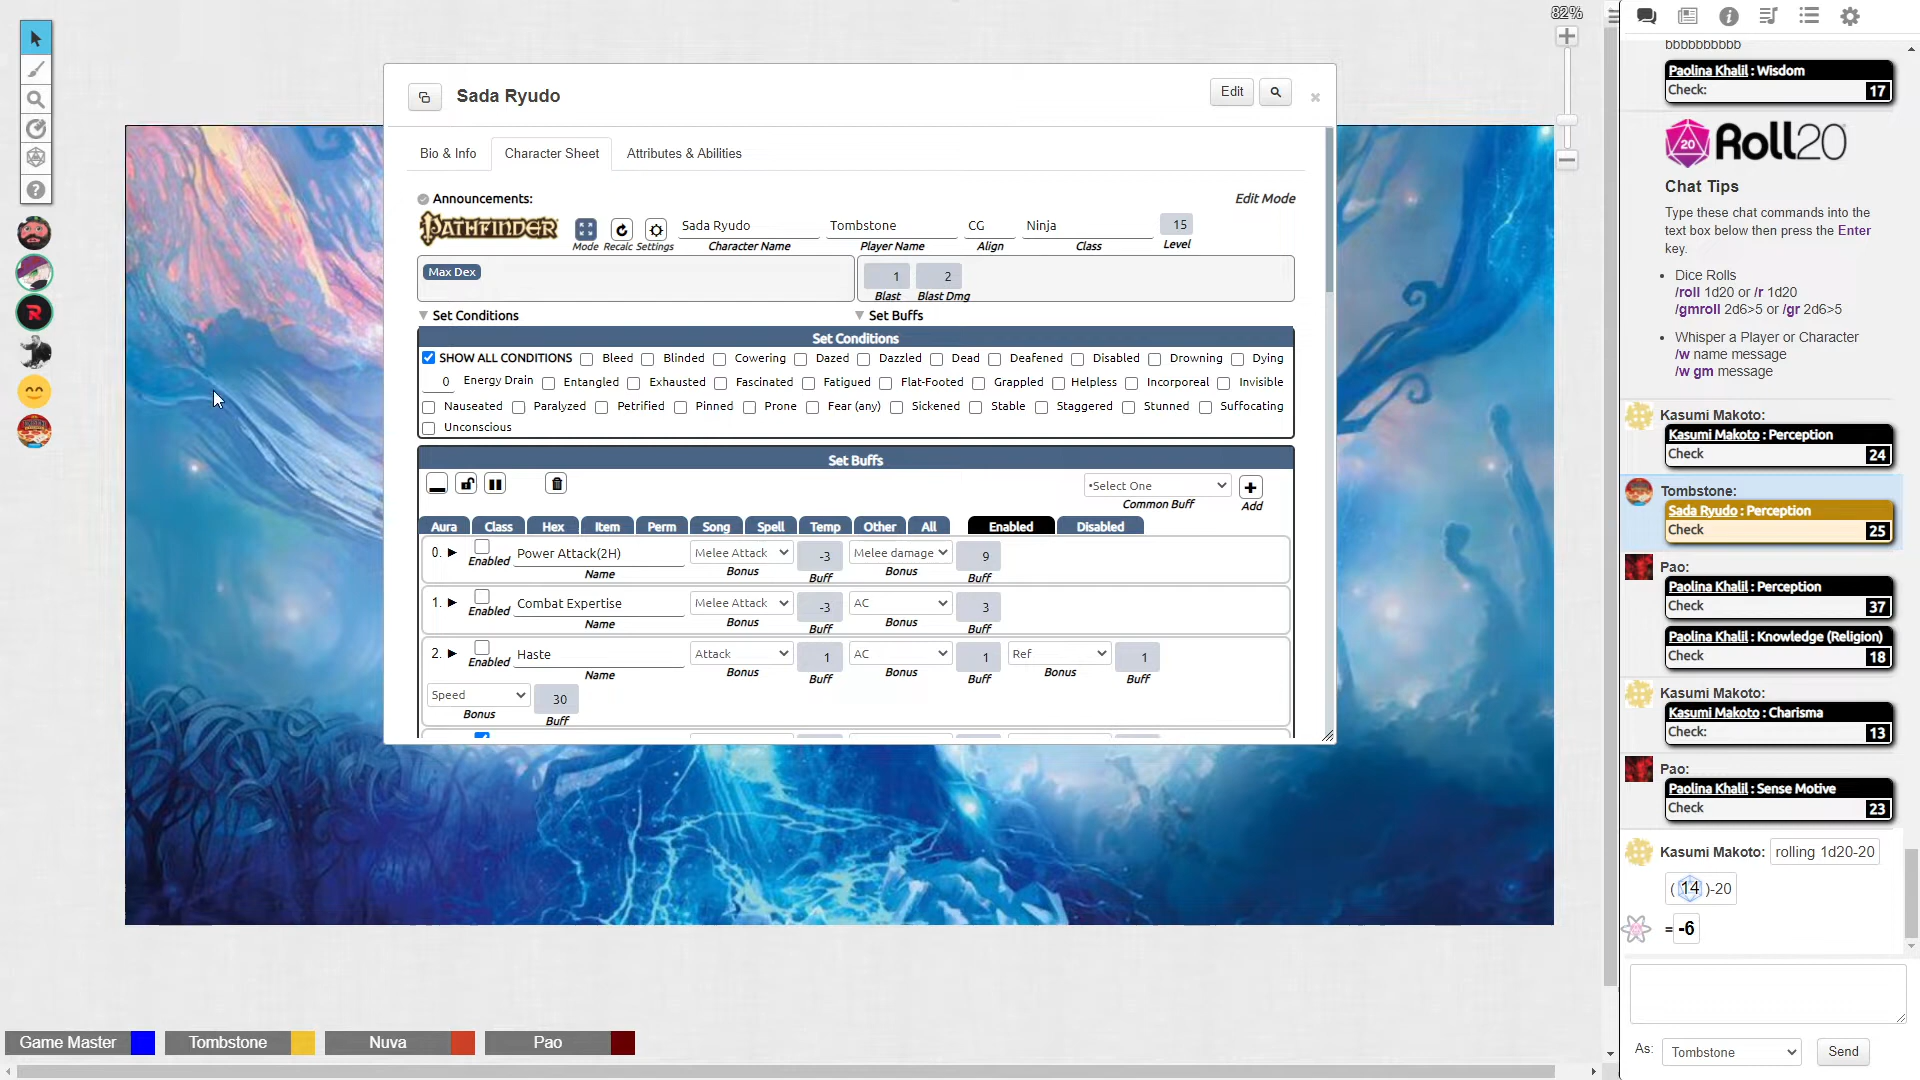 82%
bbbbbbbbbb
Paolina Khalil : Wisdom
Check: 17
Roll20
20
Chat Tips
Type these chat commands into the
text box below then press the Enter
key.
Dice Rolls
/roll 1d20 or /r 1d20
/gmroll 2d6>5 or /gr 2d6>5
Whisper a Player or Character
/w name message
/w gm message
Kasumi Makoto:
Kasumi Makoto : Perception
Check 24
Tombstone:
Sada Ryudo : Perception
Check 25
Pao:
Paolina Khalil : Perception
Check 37
Paolina Khalil : Knowledge (Religion)
Check 18
Kasumi Makoto:
Kasumi Makoto : Charisma
Check: 13
Pao:
Paolina Khalil : Sense Motive
Check 23
Kasumi Makoto: rolling 1d20-20
(14)-20
= -6
As: Tombstone Send
Sada Ryudo
Edit
Bio & Info Character Sheet Attributes & Abilities
Announcements: Edit Mode
PATHFINDER Sada Ryudo Tombstone CG Ninja 15
Mode Recalc Settings Character Name Player Name Align Class Level
Max Dex 1 2
Blast Blast Dmg
Set Conditions Set Buffs
Set Conditions
SHOW ALL CONDITIONS Bleed Blinded Cowering Dazed Dazzled Dead Deafened Disabled Drowning Dying
0 Energy Drain Entangled Exhausted Fascinated Fatigued Flat-Footed Grappled Helpless Incorporeal Invisible
Nauseated Paralyzed Petrified Pinned Prone Fear (any) Sickened Stable Staggered Stunned Suffocating
Unconscious
Set Buffs
•Select One
Common Buff Add
Aura Class Hex Item Perm Song Spell Temp Other All Enabled Disabled
0. Power Attack(2H) Melee Attack -3 Melee damage 9
Enabled Name Bonus Buff Bonus Buff
1. Combat Expertise Melee Attack -3 AC 3
Enabled Name Bonus Buff Bonus Buff
2. Haste Attack 1 AC 1 Ref 1
Enabled Name Bonus Buff Bonus Buff Bonus Buff
Speed 30
Bonus Buff
Game Master Tombstone Nuva Pao